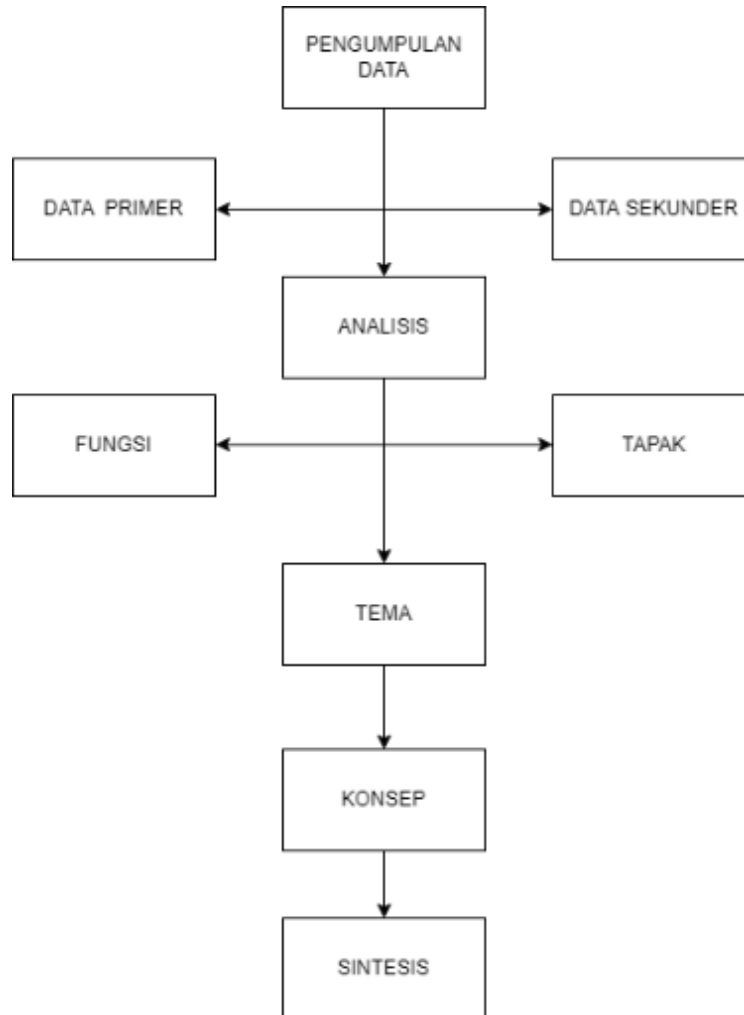 PENGUMPULAN
DATA
DATA PRIMER
DATA SEKUNDER
ANALISIS
FUNGSI
TAPAK
TEMA
KONSEP
SINTESIS